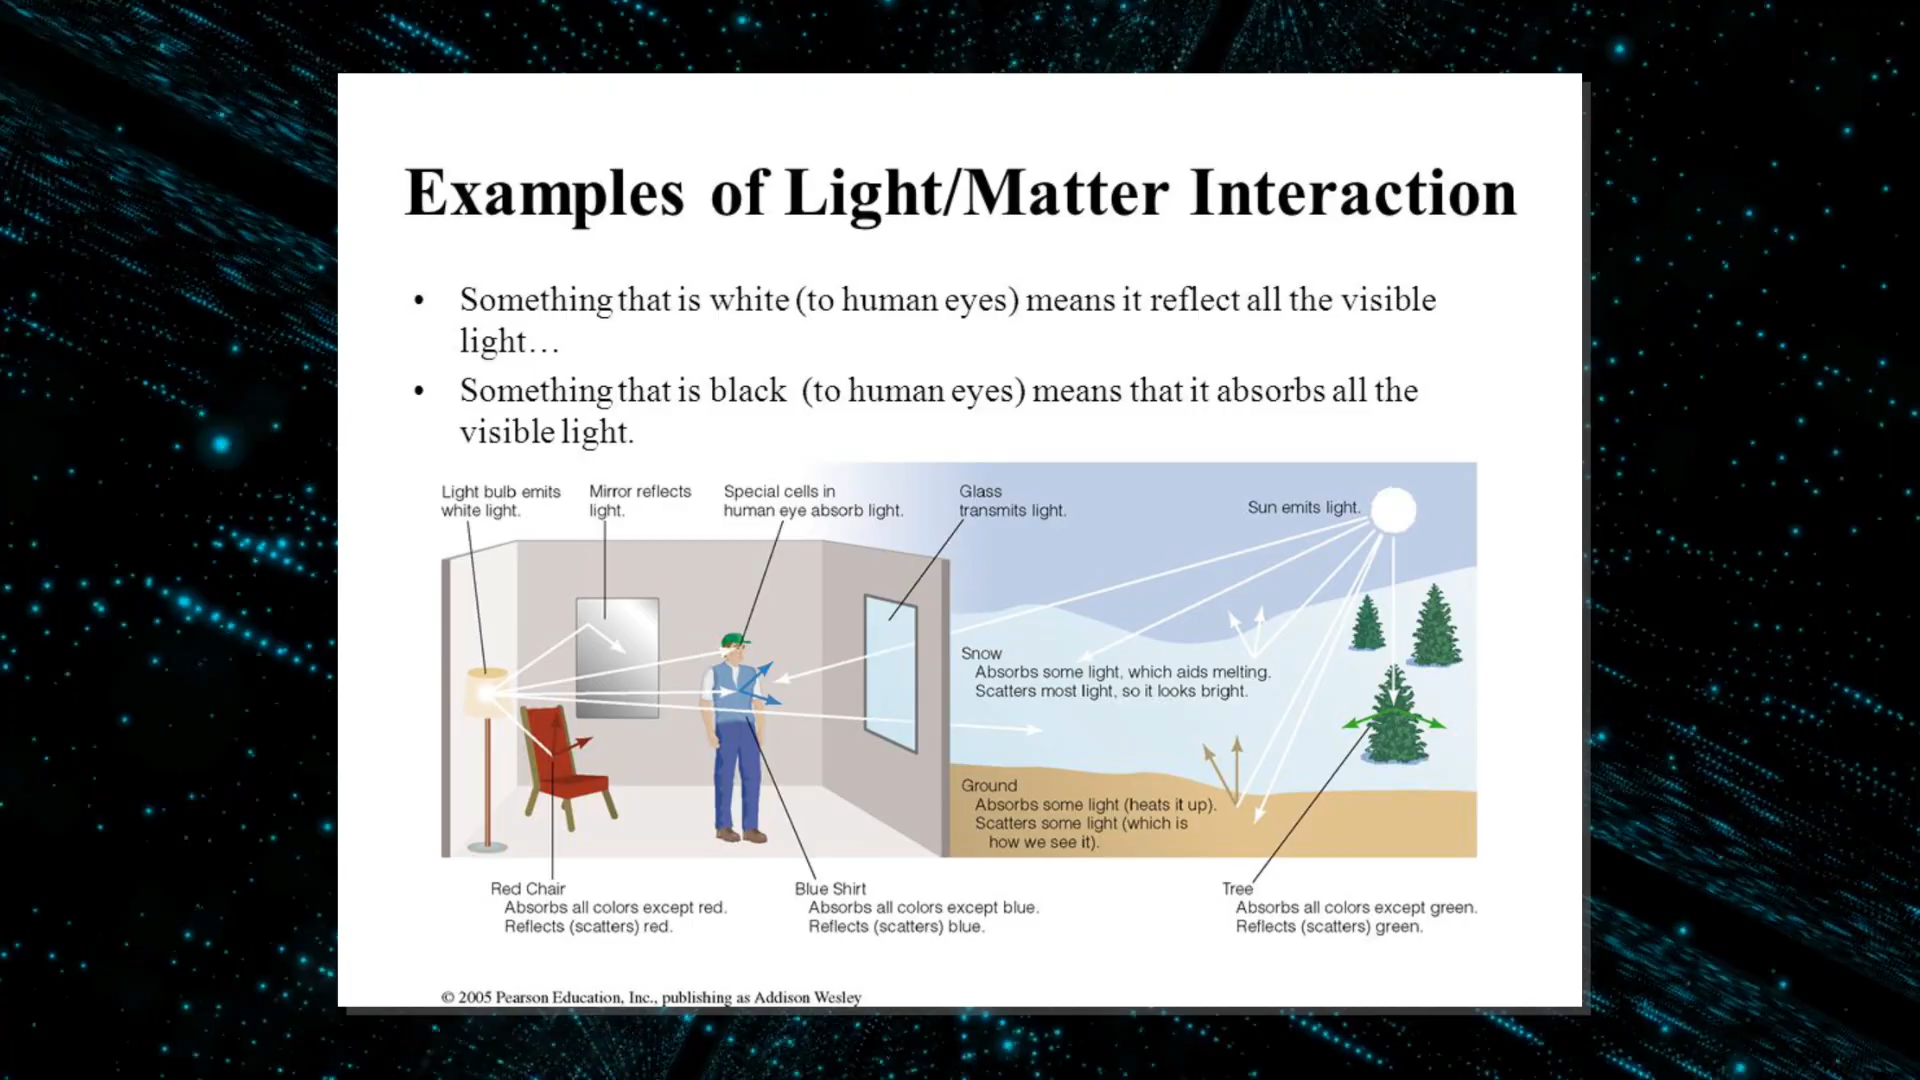 Examples of Light/Matter Interaction
• Something that is white (to human eyes) means it reflect all the visible
light…
• Something that is black (to human eyes) means that it absorbs all the
visible light.
Light bulb emits
white light.
Mirror reflects
light.
Special cells in
human eye absorb light.
Glass
transmits light.
Sun emits light.
Snow
Absorbs some light, which aids melting.
Scatters most light, so it looks bright.
Ground
Absorbs some light (heats it up).
Scatters some light (which is
how we see it).
Red Chair
Absorbs all colors except red.
Reflects (scatters) red.
Blue Shirt
Absorbs all colors except blue.
Reflects (scatters) blue.
Tree
Absorbs all colors except green.
Reflects (scatters) green.
© 2005 Pearson Education, Inc., publishing as Addison Wesley